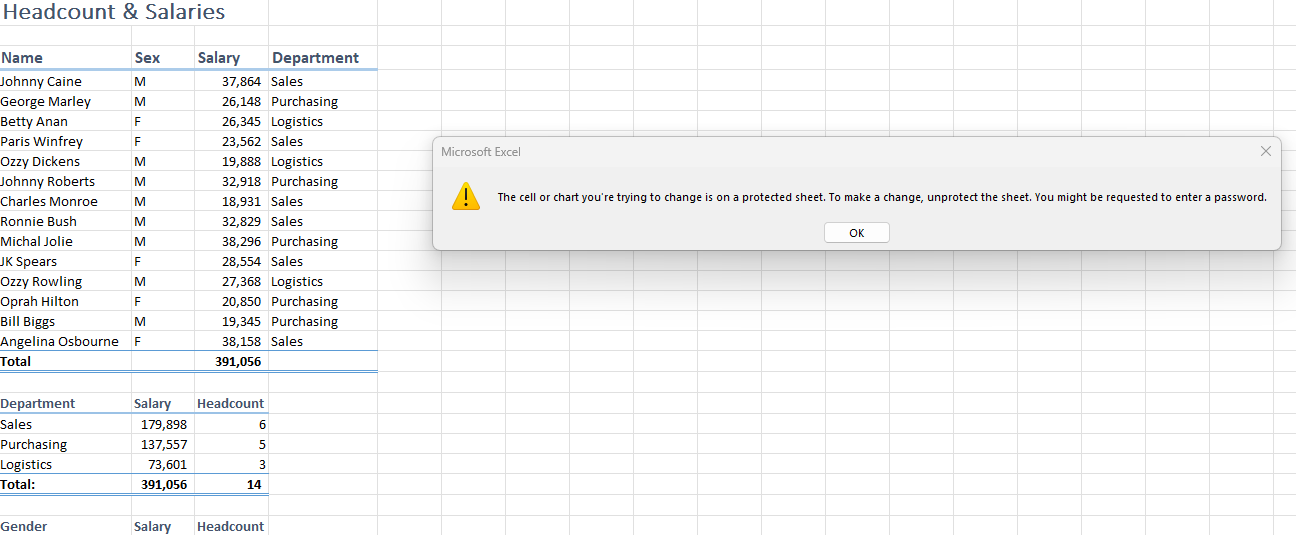 Headcount & Salaries
Name Sex Salary Department
Johnny Caine M 37,864 Sales
George Marley M 26,148 Purchasing
Betty Anan F 26,345 Logistics
Paris Winfrey F 23,562 Sales
Ozzy Dickens M 19,888 Logistics
Johnny Roberts M 32,918 Purchasing
Charles Monroe M 18,931 Sales
Ronnie Bush M 32,829 Sales
Michal Jolie M 38,296 Purchasing
JK Spears F 28,554 Sales
Ozzy Rowling M 27,368 Logistics
Oprah Hilton F 20,850 Purchasing
Bill Biggs M 19,345 Purchasing
Angelina Osbourne F 38,158 Sales
Total 391,056
Department Salary Headcount
Sales 179,898 6
Purchasing 137,557 5
Logistics 73,601 3
Total: 391,056 14
Gender Salary Headcount
Microsoft Excel
The cell or chart you're trying to change is on a protected sheet. To make a change, unprotect the sheet. You might be requested to enter a password.
OK